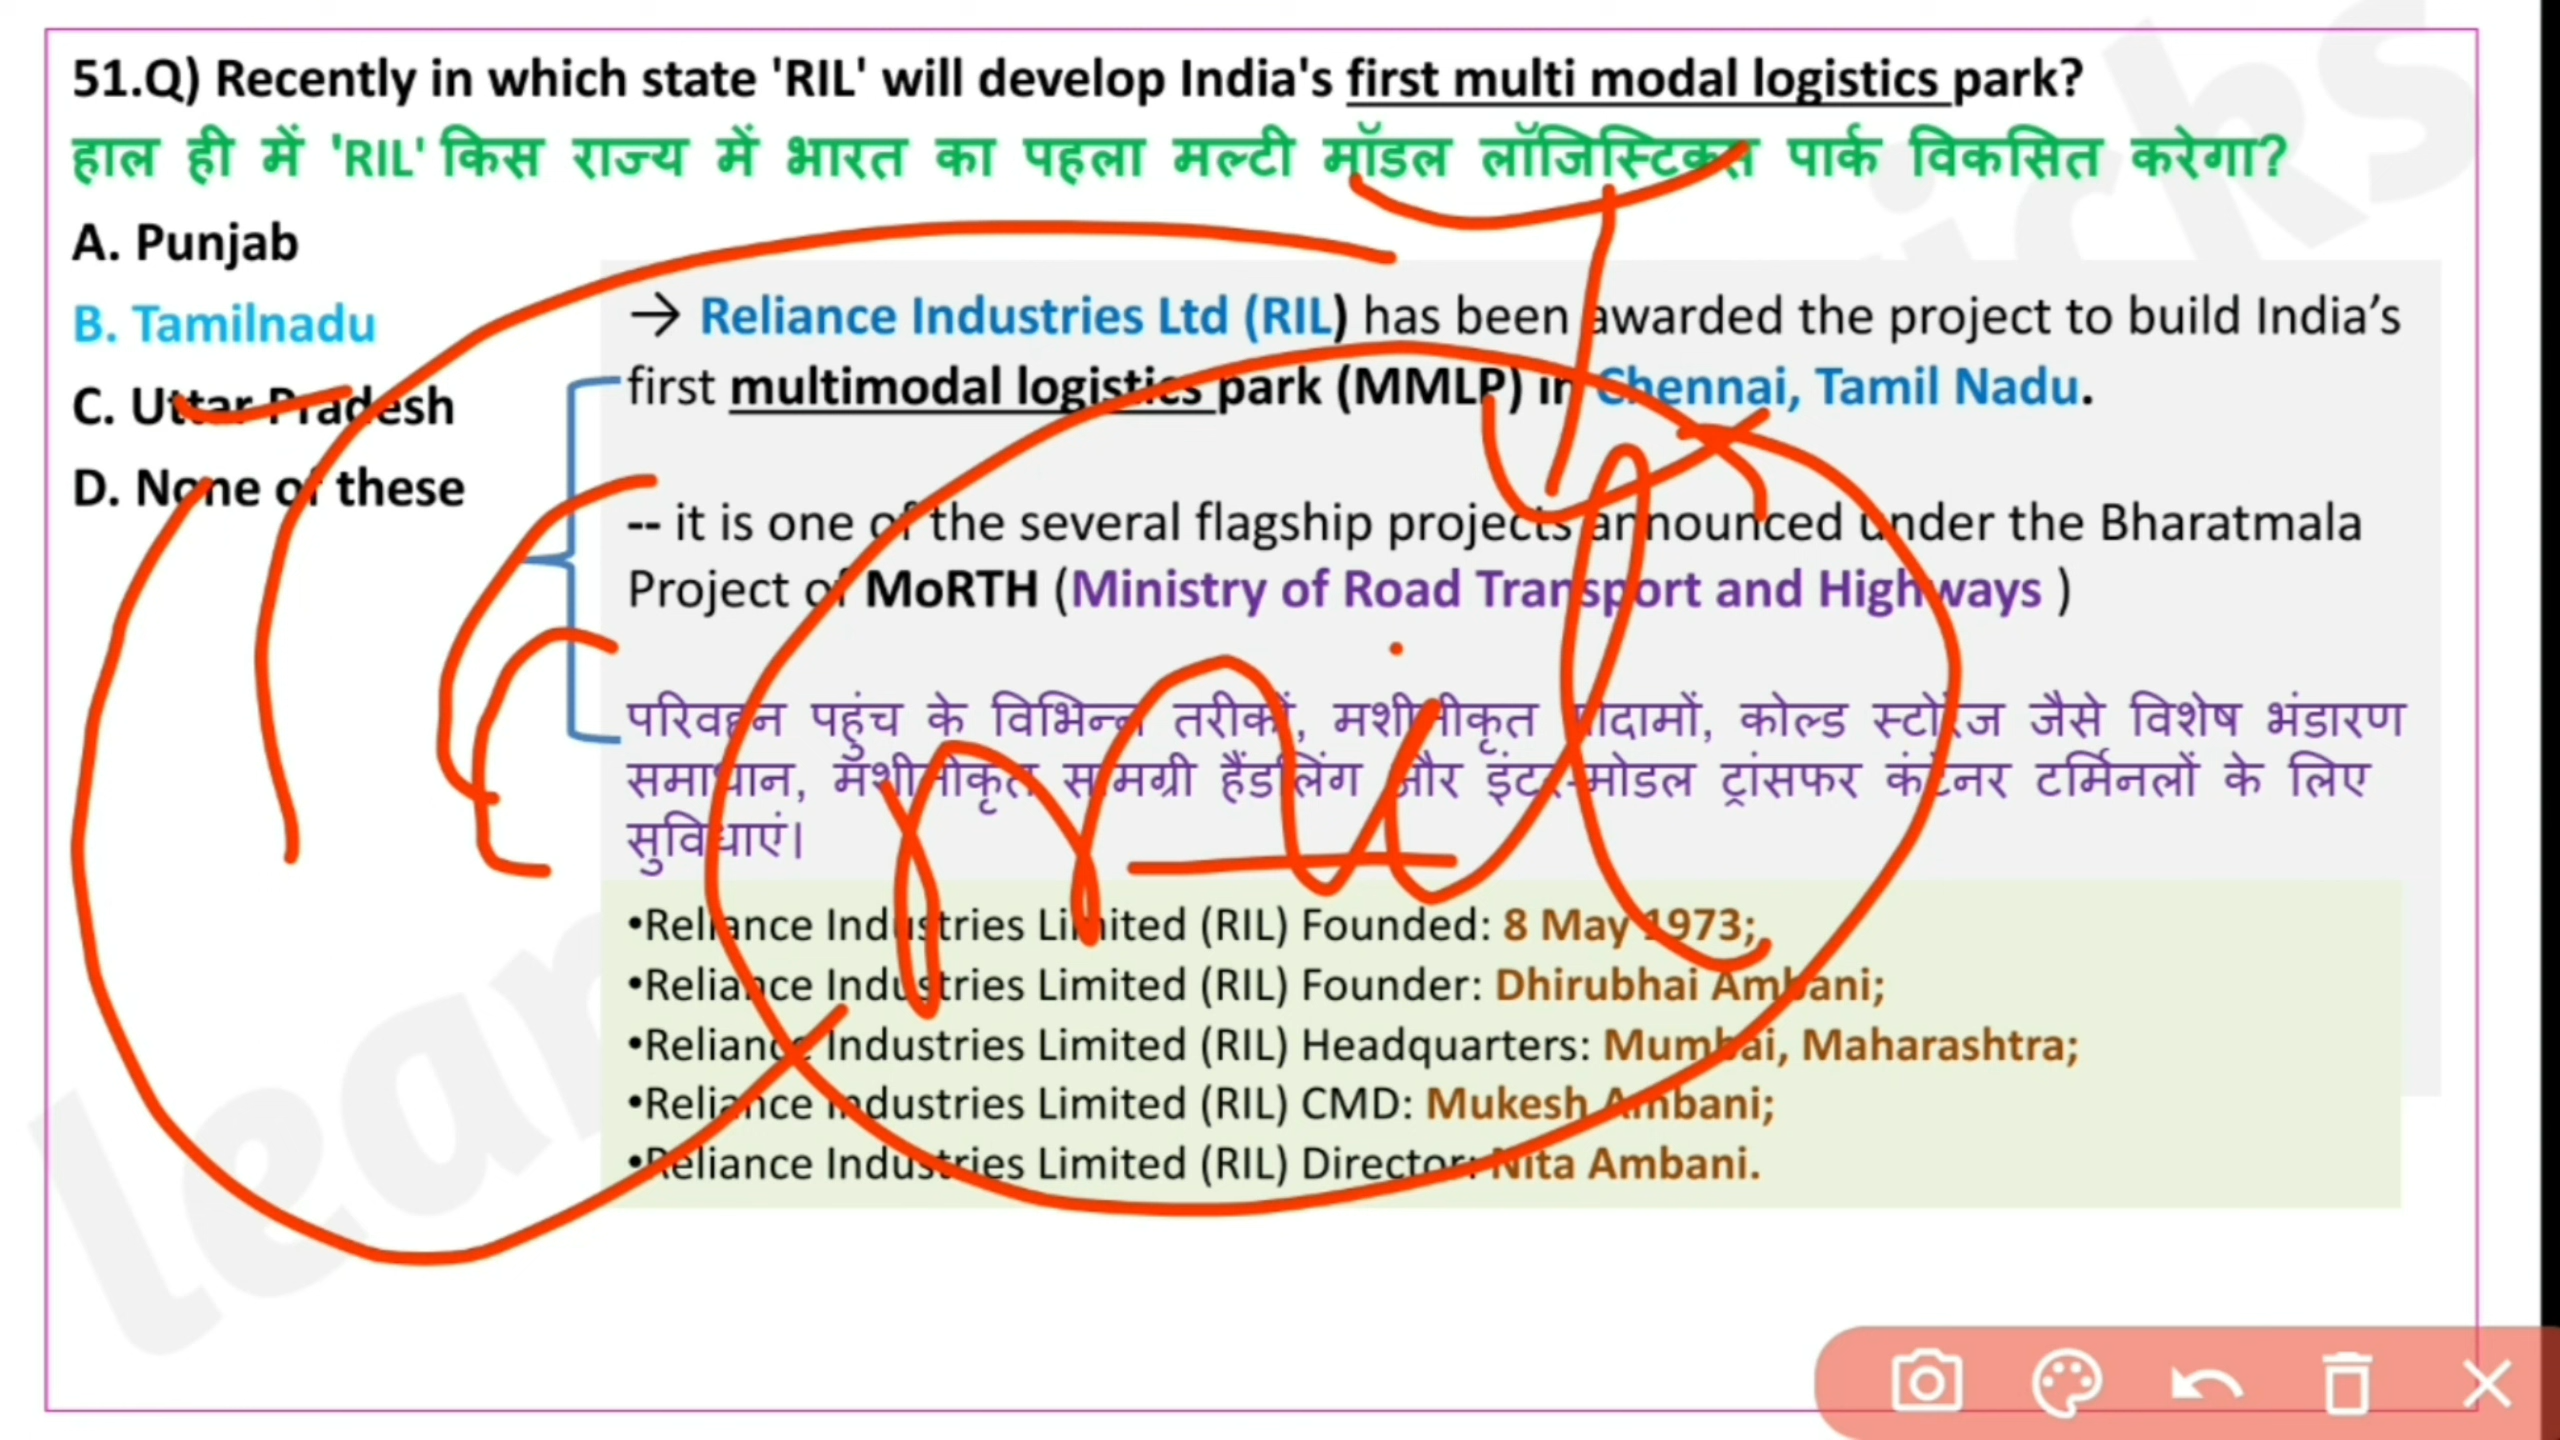 51.Q) Recently in which state 'RIL' will develop India's first multi modal logistics park?
हाल ही में 'RIL' किस राज्य में भारत का पहला मल्टी मॉडल लॉजिस्टिक्स पार्क विकसित करेगा?
A. Punjab
B. Tamilnadu
C. Uttar Pradesh
D. None of these
→ Reliance Industries Ltd (RIL) has been awarded the project to build India’s
first multimodal logistics park (MMLP) in Chennai, Tamil Nadu.
-- it is one of the several flagship projects announced under the Bharatmala
Project of MoRTH (Ministry of Road Transport and Highways )
परिवहन पहुंच के विभिन्न तरीकों, मशीनीकृत गोदामों, कोल्ड स्टोरेज जैसे विशेष भंडारण
समाधान, मशीनीकृत सामग्री हैंडलिंग और इंटर-मोडल ट्रांसफर कंटेनर टर्मिनलों के लिए
सुविधाएं।
•Reliance Industries Limited (RIL) Founded: 8 May 1973;
•Reliance Industries Limited (RIL) Founder: Dhirubhai Ambani;
•Reliance Industries Limited (RIL) Headquarters: Mumbai, Maharashtra;
•Reliance Industries Limited (RIL) CMD: Mukesh Ambani;
•Reliance Industries Limited (RIL) Director: Nita Ambani.